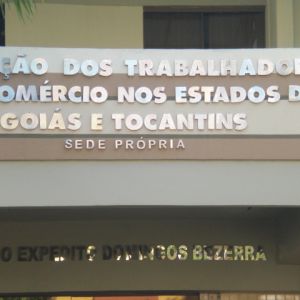 ÇÃO DOS TRABALHADOR
OMÉRCIO NOS ESTADOS D
GOIÁS E TOCANTINS
SEDE PRÓPRIA
O EXPEDITO DOMINGOS BEZERRA